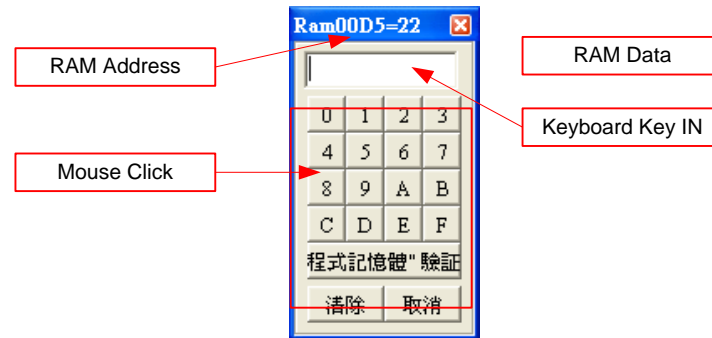 Ram00D5=22
RAM Address
RAM Data
Keyboard Key IN
0 1 2 3
4 5 6 7
Mouse Click
8 9 A B
C D E F
程式記憶體" 驗証
清除 取消